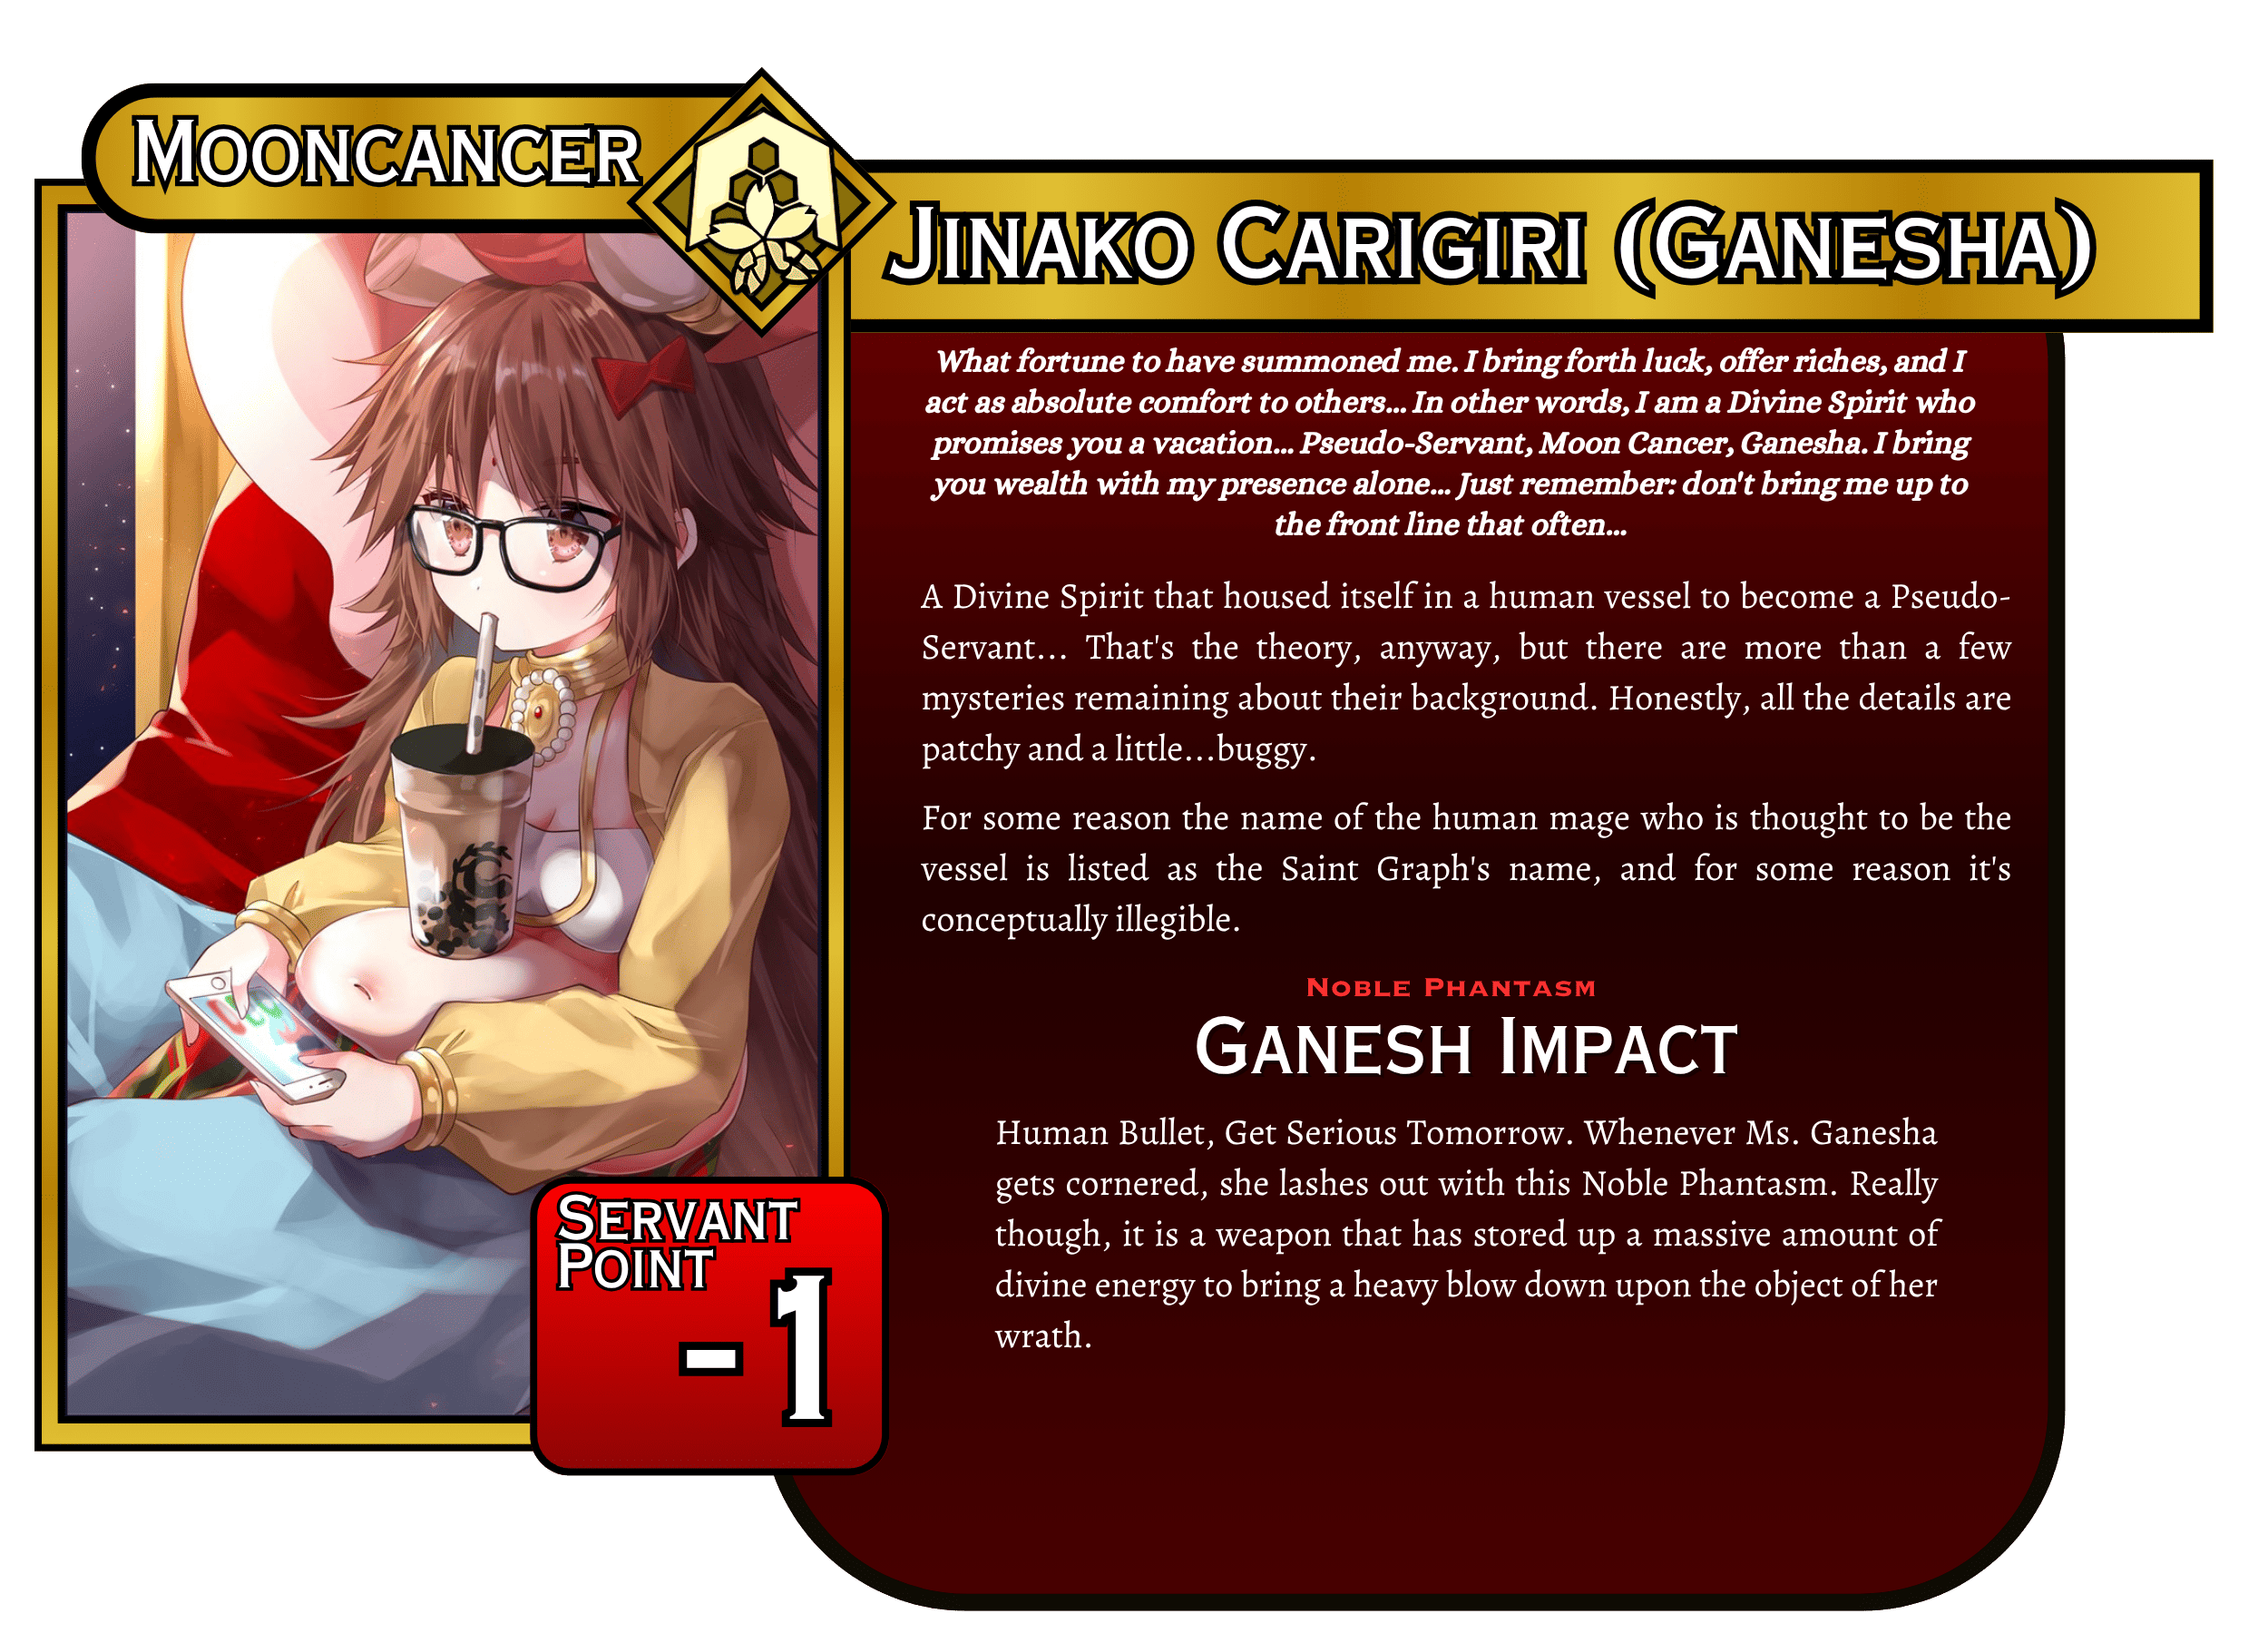 MOONCANCER
JINAKO CARIGIRI (GANESHA)
What fortune to have summoned me. I bring forth luck, offer riches, and I
act as absolute comfort to others... In other words, I am a Divine Spirit who
promises you a vacation... Pseudo-Servant, Moon Cancer, Ganesha. I bring
you wealth with my presence alone... Just remember: don't bring me up to
the front line that often...
A Divine Spirit that housed itself in a human vessel to become a Pseudo-
Servant... That's the theory, anyway, but there are more than a few
mysteries remaining about their background. Honestly, all the details are
patchy and a little...buggy.
For some reason the name of the human mage who is thought to be the
vessel is listed as the Saint Graph's name, and for some reason it's
conceptually illegible.
NOBLE PHANTASM
GANESH IMPACT
Human Bullet, Get Serious Tomorrow. Whenever Ms. Ganesha
gets cornered, she lashes out with this Noble Phantasm. Really
though, it is a weapon that has stored up a massive amount of
divine energy to bring a heavy blow down upon the object of her
wrath.
SERVANT
POINT
-1